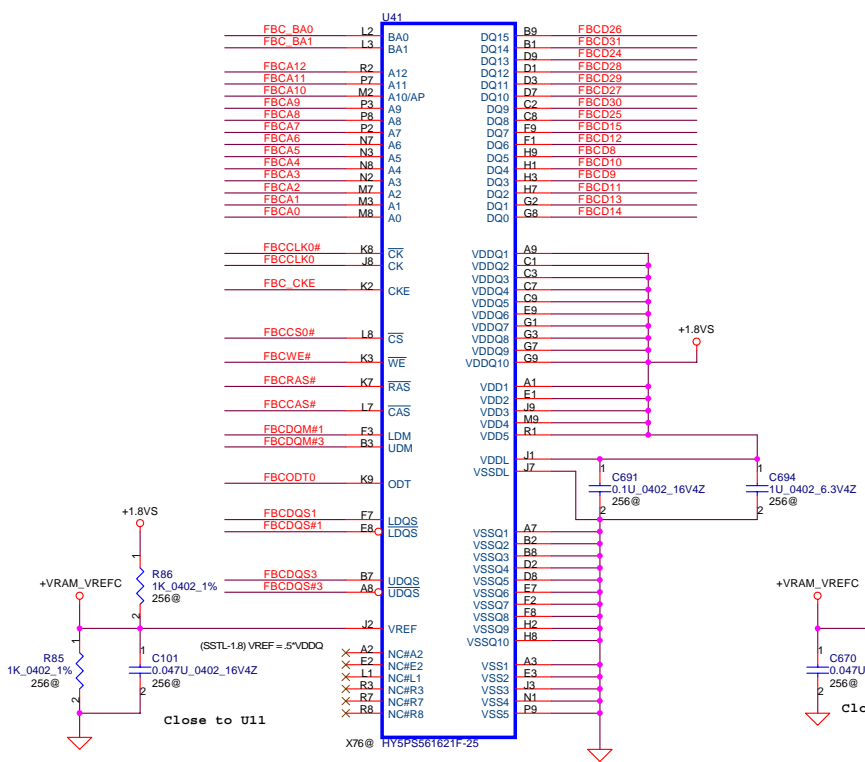 U41
FBC_BA0 L2 BA0 DQ15 B9 FBCD26
FBC_BA1 L3 BA1 DQ14 B1 FBCD31
DQ13 D9 FBCD24
FBCA12 R2 A12 DQ12 D1 FBCD28
FBCA11 P7 A11 DQ11 D3 FBCD29
FBCA10 M2 A10/AP DQ10 D7 FBCD27
FBCA9 P3 A9 DQ9 C2 FBCD30
FBCA8 P8 A8 DQ8 C8 FBCD25
FBCA7 P2 A7 DQ7 F9 FBCD15
FBCA6 N7 A6 DQ6 F1 FBCD12
FBCA5 N3 A5 DQ5 H9 FBCD8
FBCA4 N8 A4 DQ4 H1 FBCD10
FBCA3 N2 A3 DQ3 H3 FBCD9
FBCA2 M7 A2 DQ2 H7 FBCD11
FBCA1 M3 A1 DQ1 G2 FBCD13
FBCA0 M8 A0 DQ0 G8 FBCD14
FBCCLK0# K8 CK VDDQ1 A9
FBCCLK0 J8 CK VDDQ2 C1
VDDQ3 C3
FBC_CKE K2 CKE VDDQ4 C7
VDDQ5 C9
VDDQ6 E9
VDDQ7 G1
FBCCS0# L8 CS VDDQ8 G3
+1.8VS
VDDQ9 G7
FBCWE# K3 WE VDDQ10 G9
FBCRAS# K7 RAS VDD1 A1
VDD2 E1
FBCCAS# L7 CAS VDD3 J9
VDD4 M9
FBCDQM#1 F3 LDM VDD5 R1
FBCDQM#3 B3 UDM
VDDL J1
VSSDL J7
FBCODT0 K9 ODT
1 C691
0.1U_0402_16V4Z
256@
2
1 C694
1U_0402_6.3V4Z
256@
2
FBCDQS1 F7 LDQS
FBCDQS#1 E8 LDQS VSSQ1 A7
VSSQ2 B2
VSSQ3 B8
VSSQ4 D2
FBCDQS3 B7 UDQS VSSQ5 D8
FBCDQS#3 A8 UDQS VSSQ6 E7
VSSQ7 F2
VSSQ8 F8
J2 VREF VSSQ9 H2
VSSQ10 H8
+1.8VS
1
R86
1K_0402_1%
256@
2
+VRAM_VREFC
1
R85
1K_0402_1%
256@
2
1
C101
0.047U_0402_16V4Z
256@
2
(SSTL-1.8) VREF = .5*VDDQ
A2 NC#A2 VSS1 A3
E2 NC#E2 VSS2 E3
L1 NC#L1 VSS3 J3
R3 NC#R3 VSS4 N1
R7 NC#R7 VSS5 P9
R8 NC#R8
Close to U11
X76@ HY5PS561621F-25
+VRAM_VREFC
1
C670
0.047U
256@
2
Clo